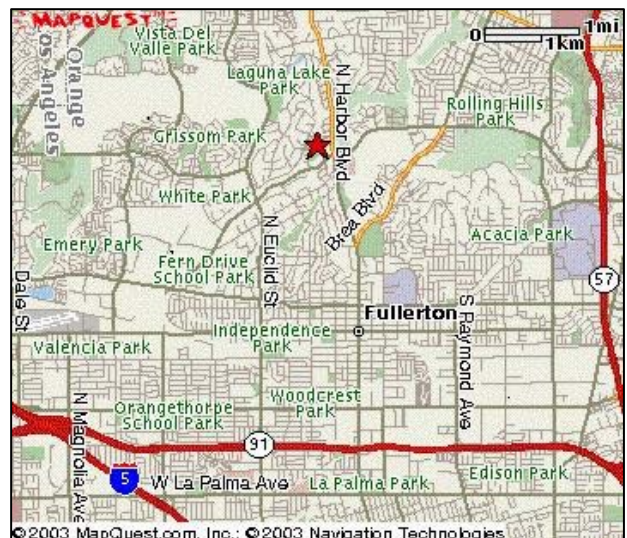 MAPQUEST
Vista Del
Valle Park
0
1mi
1km
Orange
Los Angeles
Laguna Lake
Park
N Harbor Blvd
Rolling Hills
Park
Grissom Park
White Park
Brea Blvd
Emery Park
N Euclid St
Acacia Park
Fern Drive
School Park
Dale St
57
Fullerton
Independence
Park
S Raymond Ave
Valencia Park
N Magnolia Ave
Orangethorpe
School Park
Woodcrest
Park
91
5
W La Palma Ave
La Palma Park
Edison Park
©2003 MapQuest.com, Inc.; ©2003 Navigation Technologies